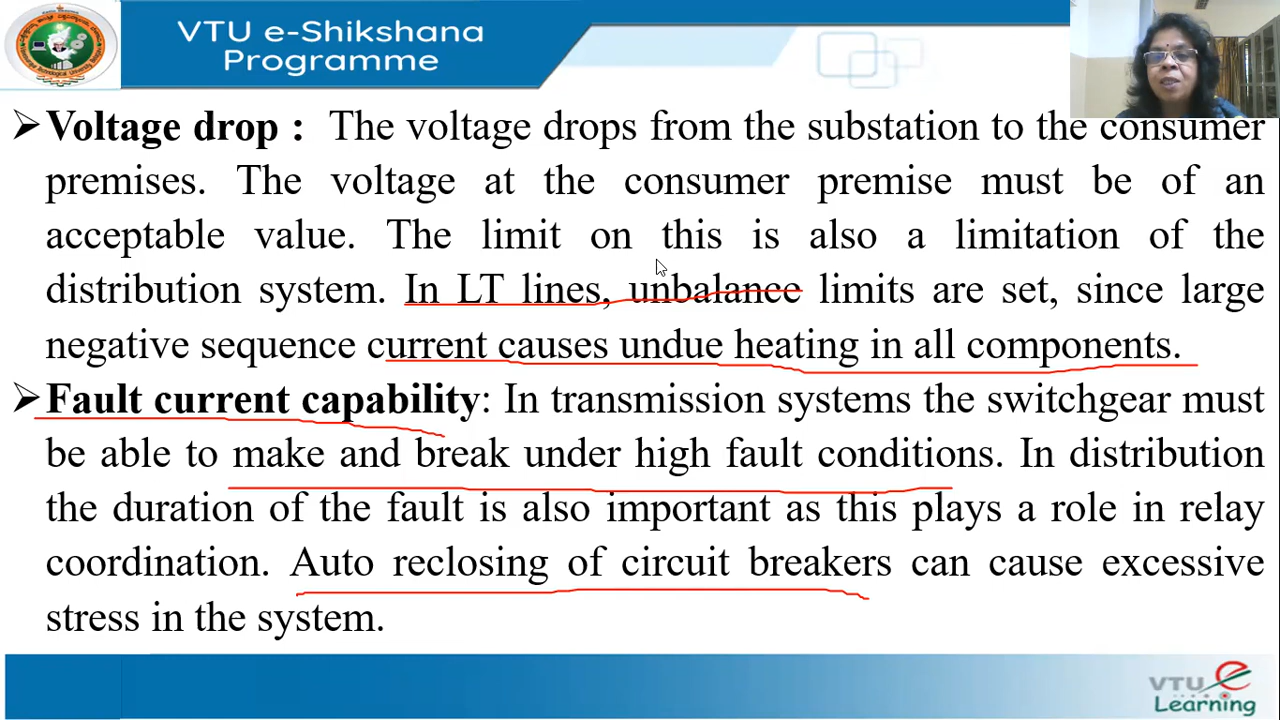 VTU e-Shikshana
Programme
➢Voltage drop : The voltage drops from the substation to the consumer
premises. The voltage at the consumer premise must be of an
acceptable value. The limit on this is also a limitation of the
distribution system. In LT lines, unbalance limits are set, since large
negative sequence current causes undue heating in all components.
➢Fault current capability: In transmission systems the switchgear must
be able to make and break under high fault conditions. In distribution
the duration of the fault is also important as this plays a role in relay
coordination. Auto reclosing of circuit breakers can cause excessive
stress in the system.
VTU e
Learning